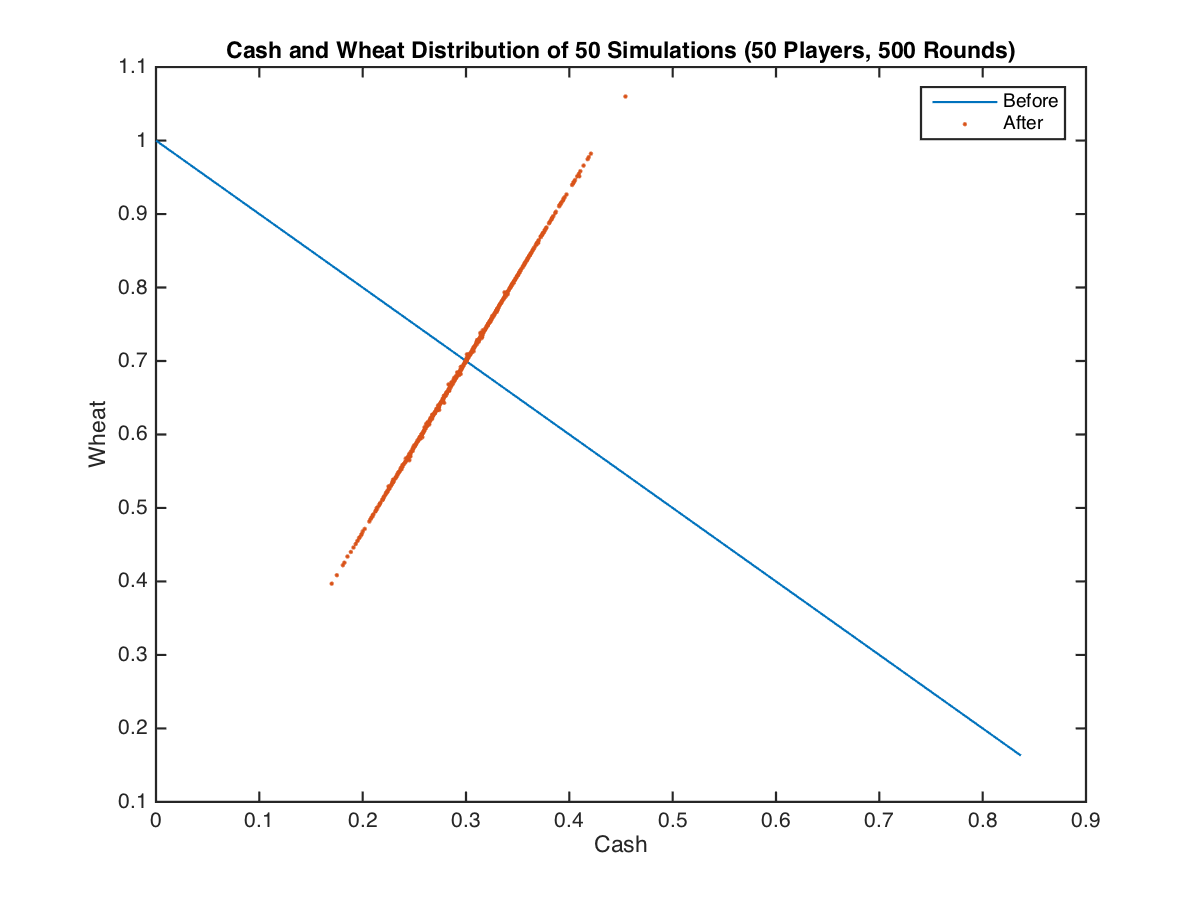 Cash and Wheat Distribution of 50 Simulations (50 Players, 500 Rounds)
1.1
1
0.9
0.8
0.7
0.6
0.5
0.4
0.3
0.2
0.1
Wheat
Before
After
0 0.1 0.2 0.3 0.4 0.5 0.6 0.7 0.8 0.9
Cash